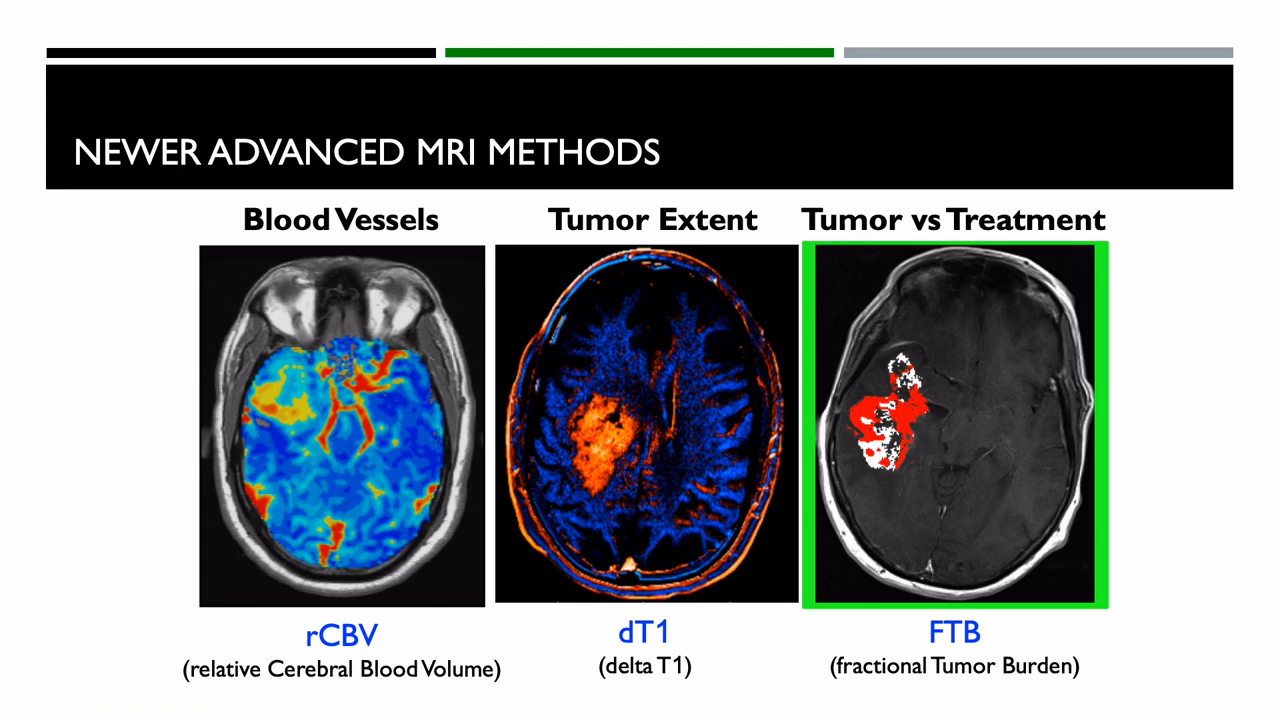 NEWER ADVANCED MRI METHODS
Blood Vessels
Tumor Extent
Tumor vs Treatment
rCBV
(relative Cerebral Blood Volume)
dT1
(delta T1)
FTB
(fractional Tumor Burden)